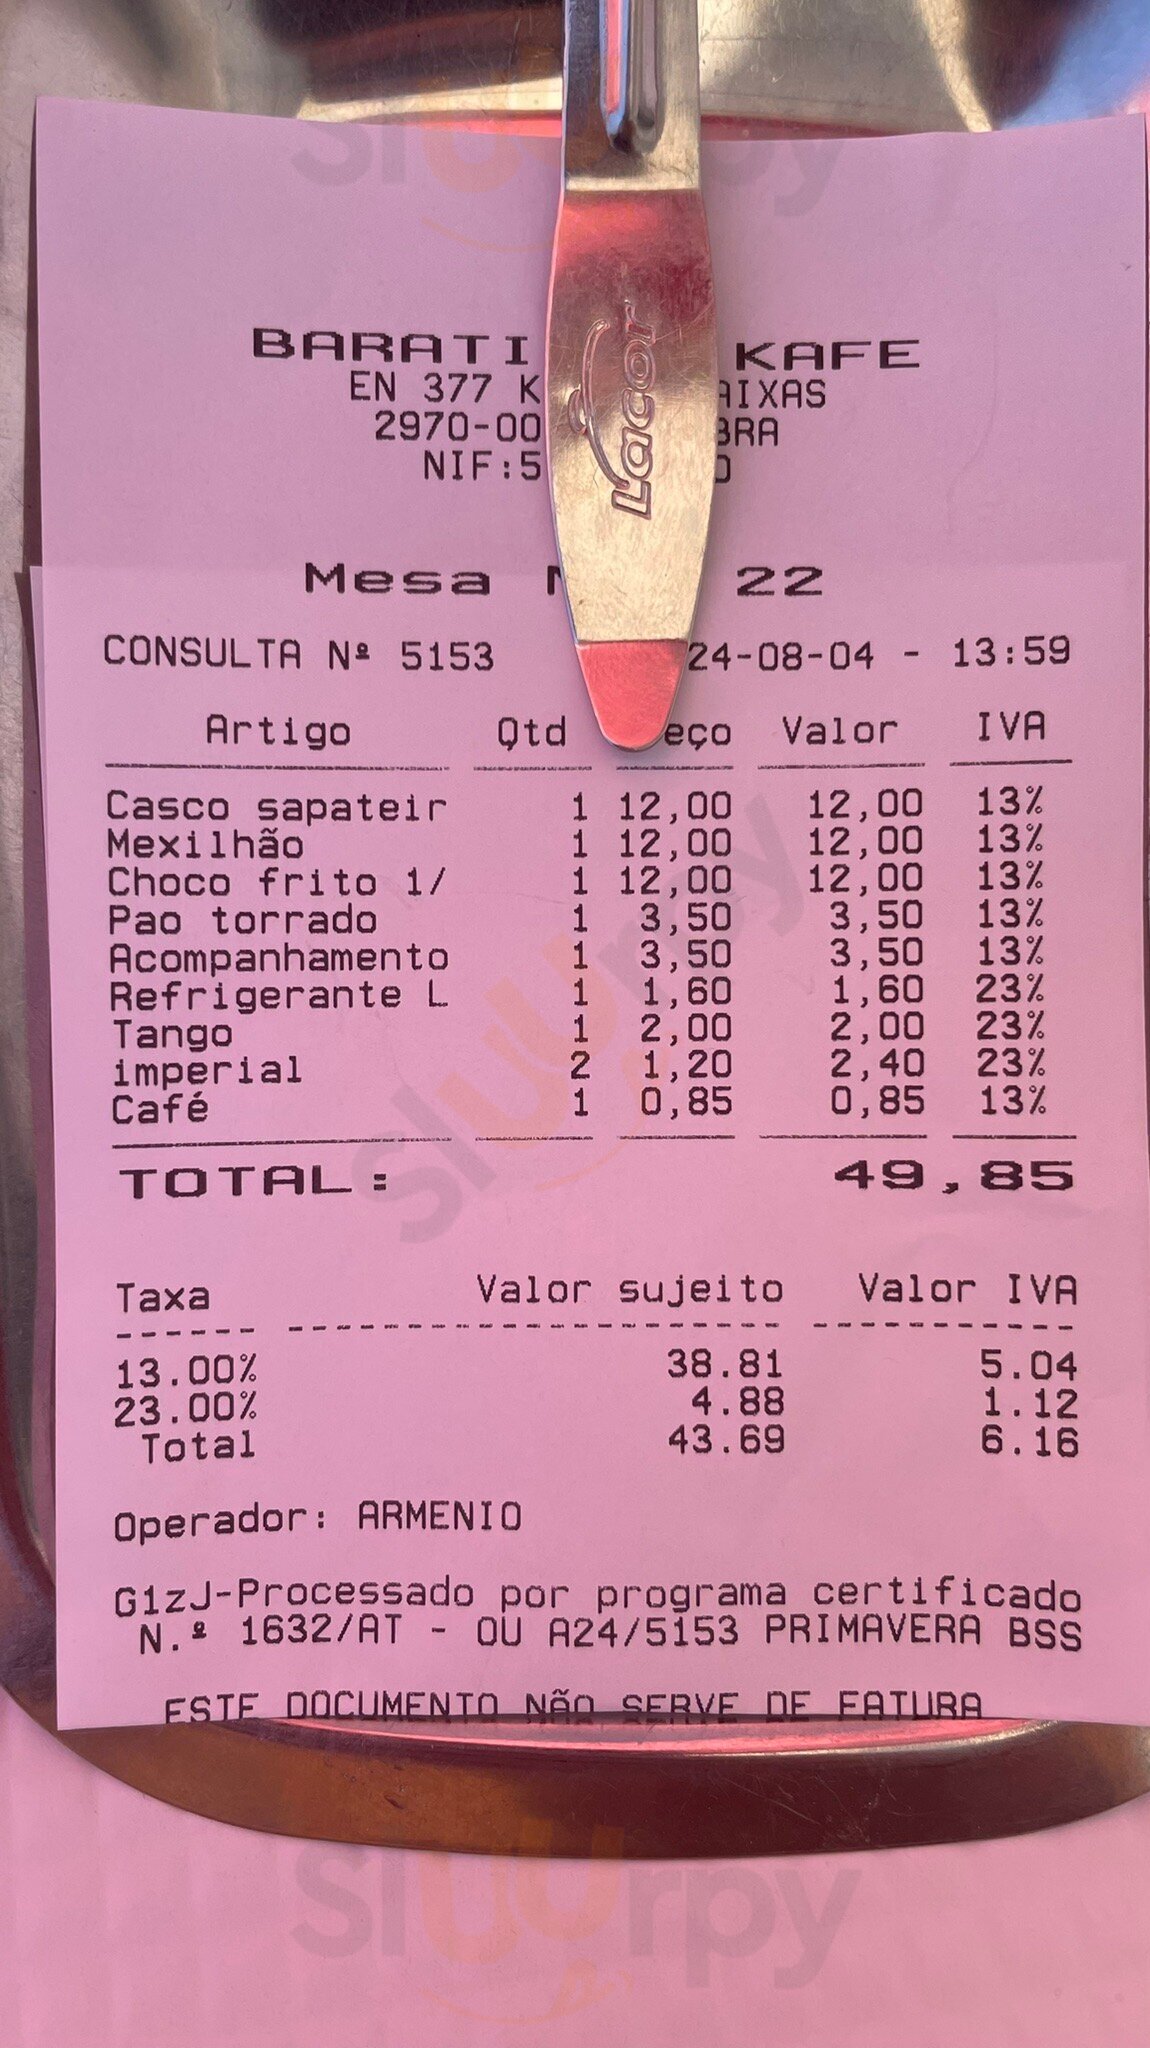 BARATI KAFE
EN 377 K AIXAS
2970-00 BRA
NIF:5 0
Lacor
Mesa N 22
CONSULTA Nº 5153 24-08-04 - 13:59
Artigo Qtd eço Valor IVA
Casco sapateir 1 12,00 12,00 13%
Mexilhão 1 12,00 12,00 13%
Choco frito 1/ 1 12,00 12,00 13%
Pao torrado 1 3,50 3,50 13%
Acompanhamento 1 3,50 3,50 13%
Refrigerante L 1 1,60 1,60 23%
Tango 1 2,00 2,00 23%
imperial 2 1,20 2,40 23%
Café 1 0,85 0,85 13%
TOTAL: 49,85
Taxa Valor sujeito Valor IVA
13.00% 38.81 5.04
23.00% 4.88 1.12
Total 43.69 6.16
Operador: ARMENIO
G1zJ-Processado por programa certificado
N.º 1632/AT - OU A24/5153 PRIMAVERA BSS
ESTE DOCUMENTO NÃO SERVE DE FATURA
sluurpy
sluurpy
sluurpy